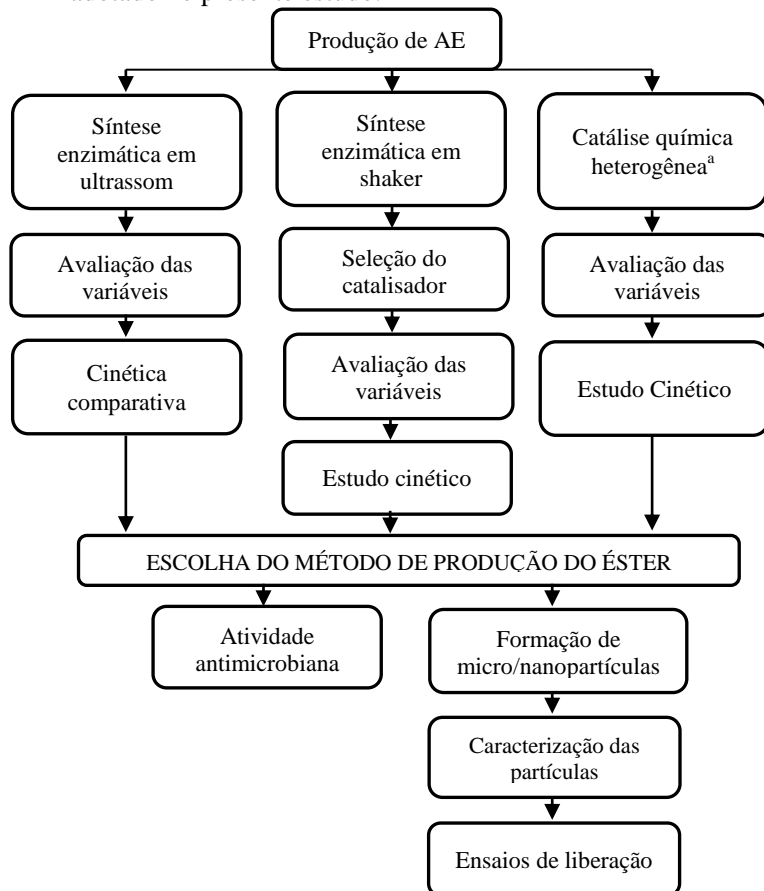 Produção de AE
Síntese
enzimática em
ultrassom
Síntese
enzimática em
shaker
Catálise química
heterogênea^a
Avaliação das
variáveis
Seleção do
catalisador
Avaliação das
variáveis
Cinética
comparativa
Avaliação das
variáveis
Estudo Cinético
Estudo cinético
ESCOLHA DO MÉTODO DE PRODUÇÃO DO ÉSTER
Atividade
antimicrobiana
Formação de
micro/nanopartículas
Caracterização das
partículas
Ensaios de liberação